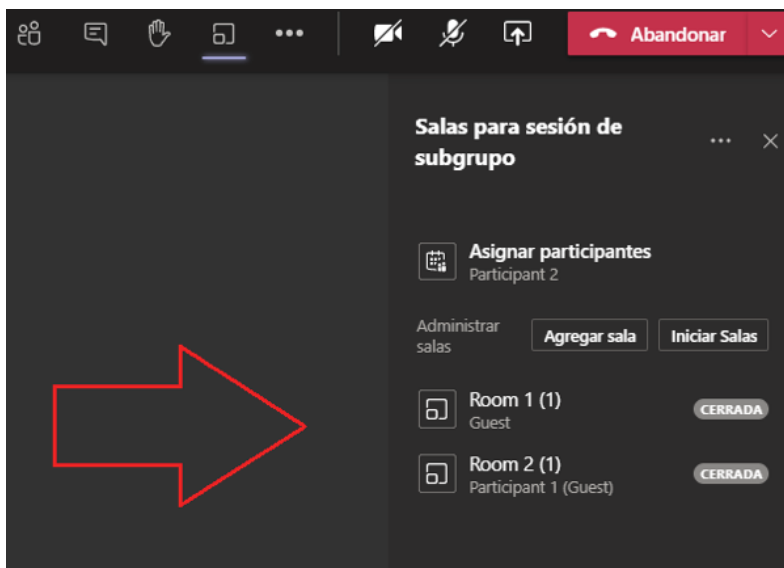 Abandonar
Salas para sesión de
subgrupo
Asignar participantes
Participant 2
Administrar
salas
Agregar sala
Iniciar Salas
Room 1 (1)
CERRADA
Guest
Room 2 (1)
CERRADA
Participant 1 (Guest)